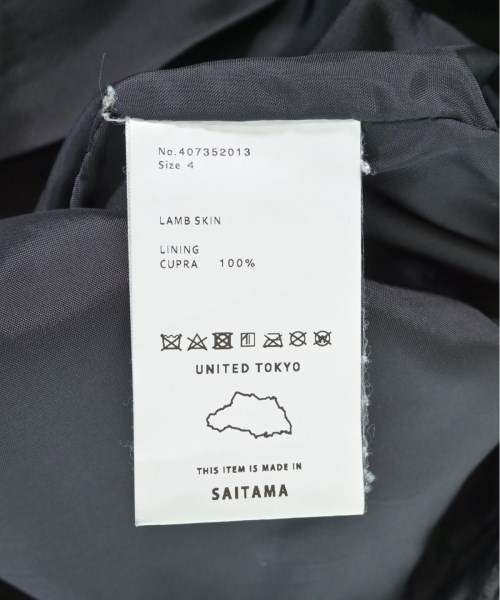 No.407352013
Size 4
LAMB SKIN
LINING
CUPRA 100%
UNITED TOKYO
THIS ITEM IS MADE IN
SAITAMA